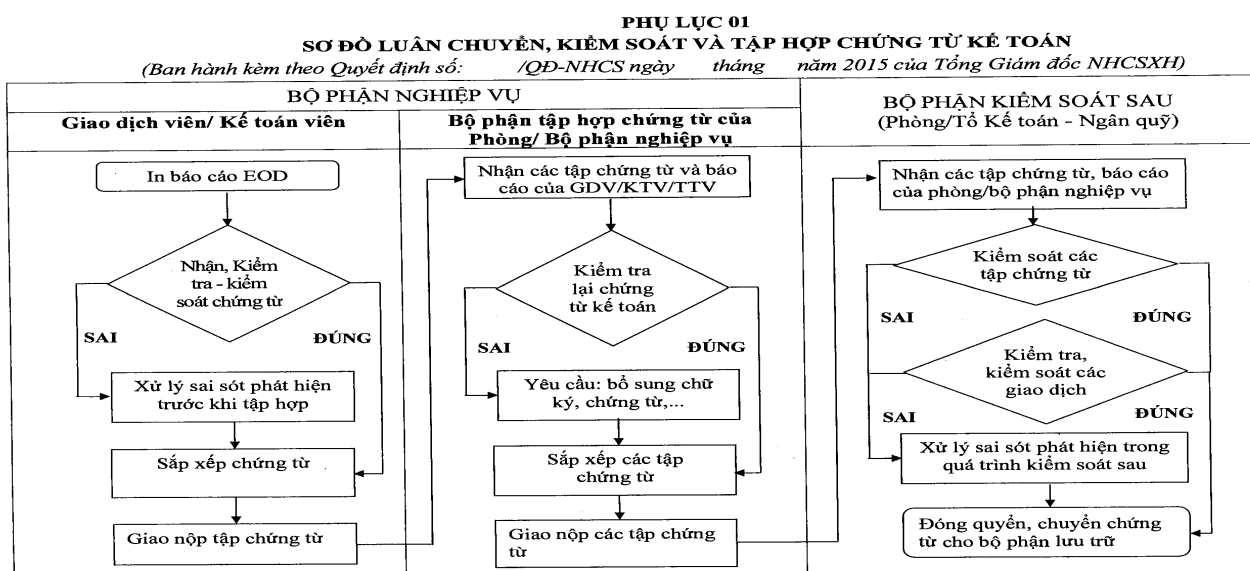 PHỤ LỤC 01
SƠ ĐỒ LUÂN CHUYỂN, KIỂM SOÁT VÀ TẬP HỢP CHỨNG TỪ KẾ TOÁN
(Ban hành kèm theo Quyết định số: /QĐ-NHCS ngày tháng năm 2015 của Tổng Giám đốc NHCSXH)
BỘ PHẬN NGHIỆP VỤ
Giao dịch viên/ Kế toán viên
In báo cáo EOD
Nhận, Kiểm
tra - kiểm
soát chứng từ
SAI
ĐÚNG
Xử lý sai sót phát hiện
trước khi tập hợp
Sắp xếp chứng từ
Giao nộp tập chứng từ
Bộ phận tập hợp chứng từ của
Phòng/ Bộ phận nghiệp vụ
Nhận các tập chứng từ và báo
cáo của GDV/KTV/TTV
Kiểm tra
lại chứng
từ kế toán
SAI
ĐÚNG
Yêu cầu: bổ sung chữ
ký, chứng từ,...
Sắp xếp các tập
chứng từ
Giao nộp các tập chứng
từ
BỘ PHẬN KIỂM SOÁT SAU
(Phòng/Tổ Kế toán - Ngân quỹ)
Nhận các tập chứng từ, báo cáo
của phòng/bộ phận nghiệp vụ
Kiểm soát các
tập chứng từ
SAI
ĐÚNG
Kiểm tra,
kiểm soát các
giao dịch
SAI
ĐÚNG
Xử lý sai sót phát hiện trong
quá trình kiểm soát sau
Đóng quyển, chuyển chứng
từ cho bộ phận lưu trữ